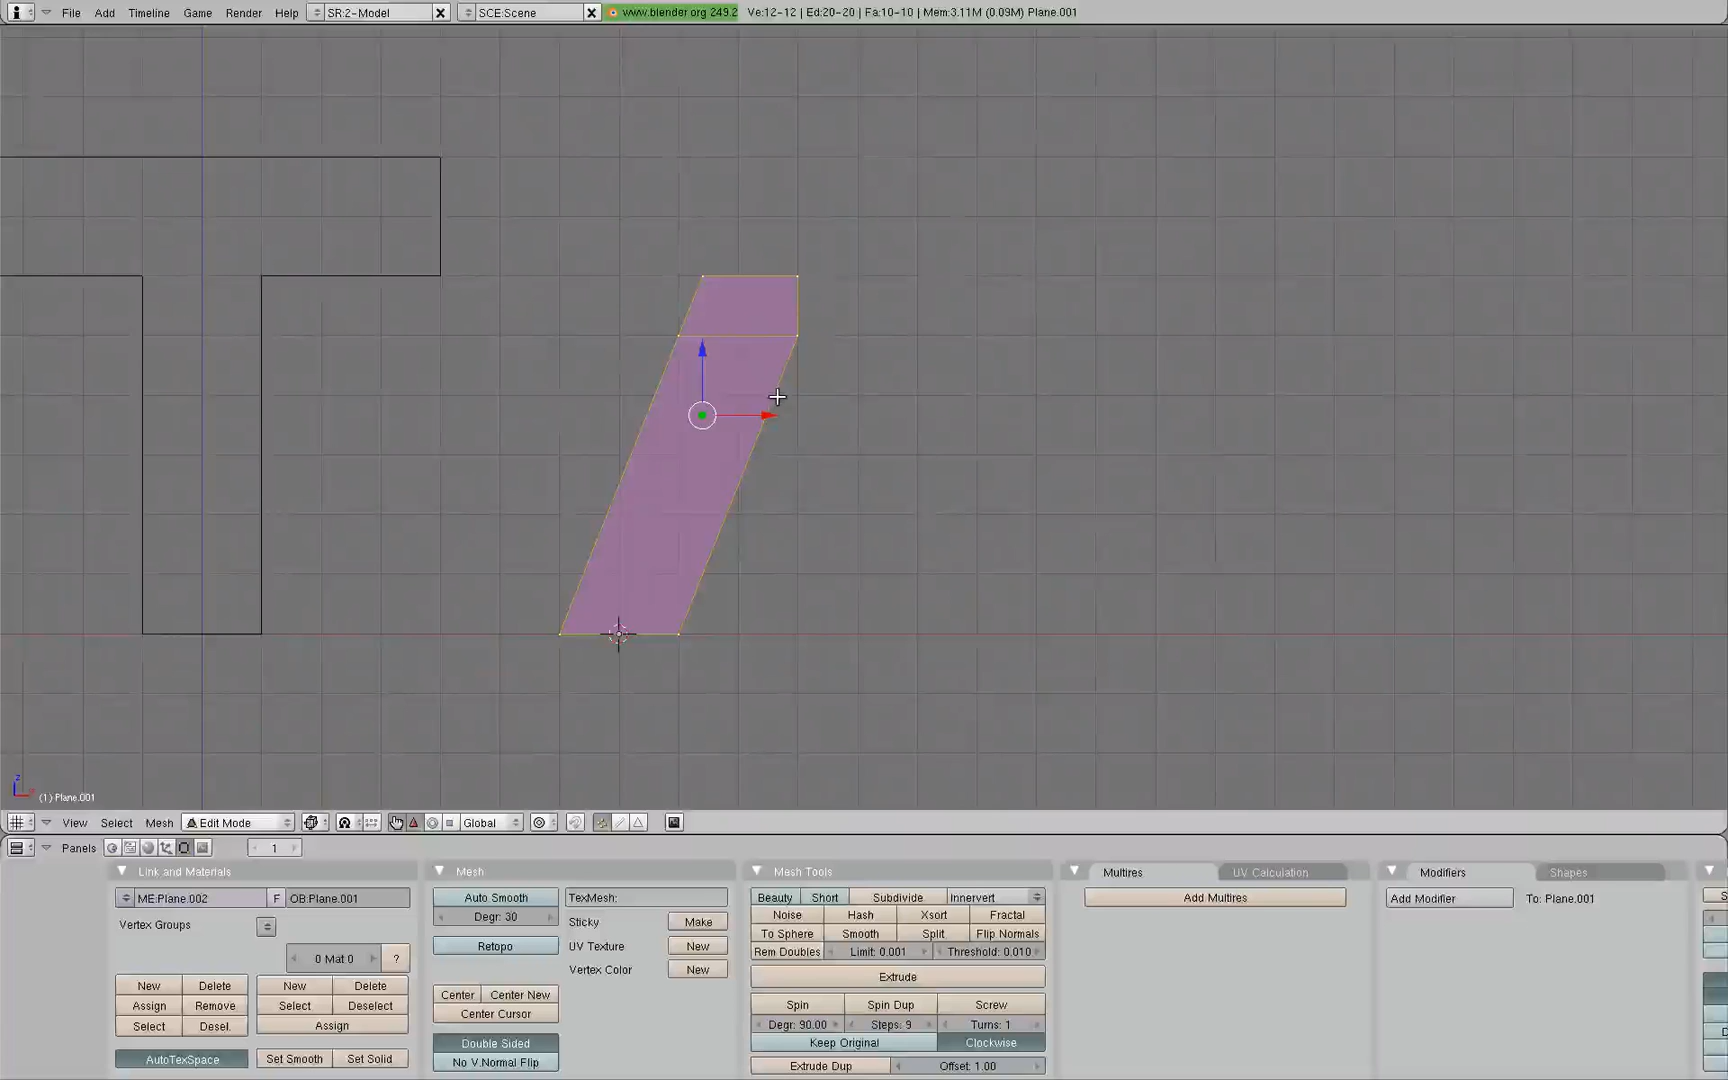 File Add Timeline Game Render Help SR:2-Model SCE:Scene www.blender.org 249.2 Ve:12-12 | Ed:20-20 | Fa:10-10 | Mem:3.11M (0.09M) Plane.001
z
(1) Plane.001
View Select Mesh Edit Mode Global
Panels 1
Link and Materials
ME:Plane.002 F OB:Plane.001
Vertex Groups
0 Mat 0 ?
New Delete New Delete
Assign Remove Select Deselect
Select Desel. Assign
AutoTexSpace Set Smooth Set Solid
Mesh
Auto Smooth TexMesh:
Degr: 30 Sticky Make
Retopo UV Texture New
Vertex Color New
Center Center New
Center Cursor
Double Sided
No V.Normal Flip
Mesh Tools
Beauty Short Subdivide Innervert
Noise Hash Xsort Fractal
To Sphere Smooth Split Flip Normals
Rem Doubles Limit: 0.001 Threshold: 0.010
Extrude
Spin Spin Dup Screw
Degr: 90.00 Steps: 9 Turns: 1
Keep Original Clockwise
Extrude Dup Offset: 1.00
Multires UV Calculation
Add Multires
Modifiers Shapes
Add Modifier To: Plane.001